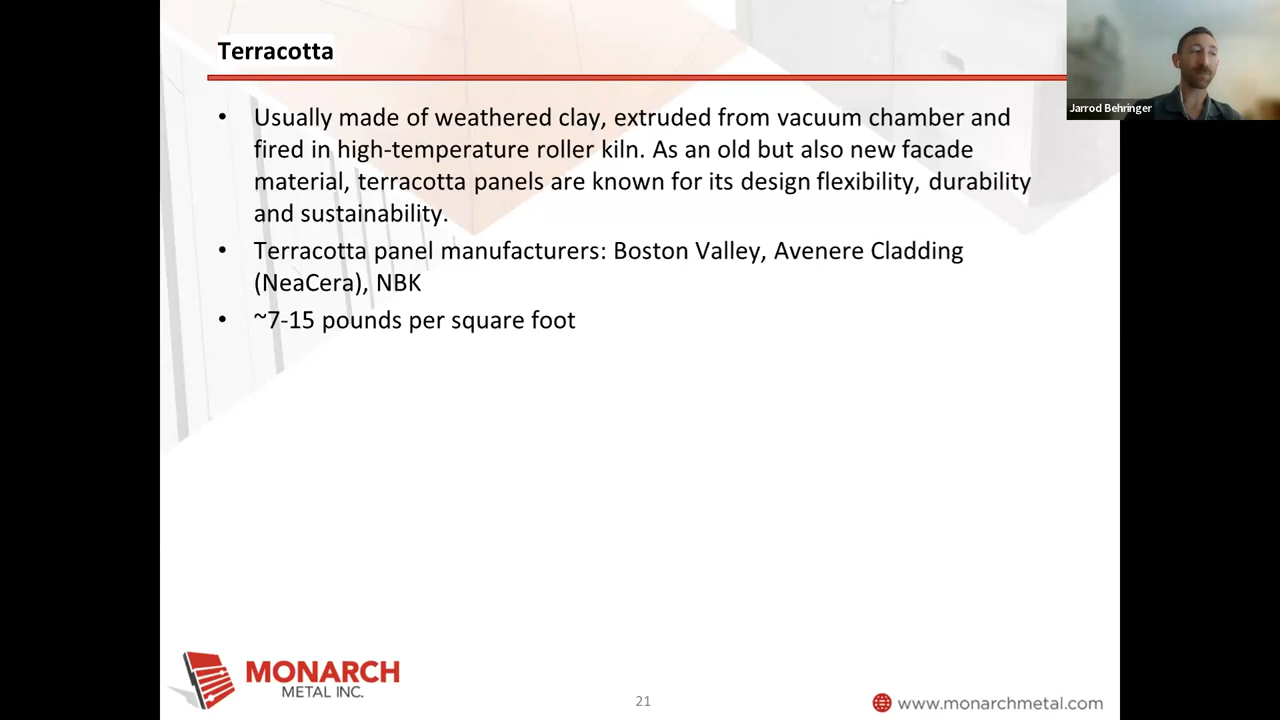 Terracotta
Jarrod Behringer
• Usually made of weathered clay, extruded from vacuum chamber and
fired in high-temperature roller kiln. As an old but also new facade
material, terracotta panels are known for its design flexibility, durability
and sustainability.
• Terracotta panel manufacturers: Boston Valley, Avenere Cladding
(NeaCera), NBK
• ~7-15 pounds per square foot
MONARCH
METAL INC.
21
www.monarchmetal.com